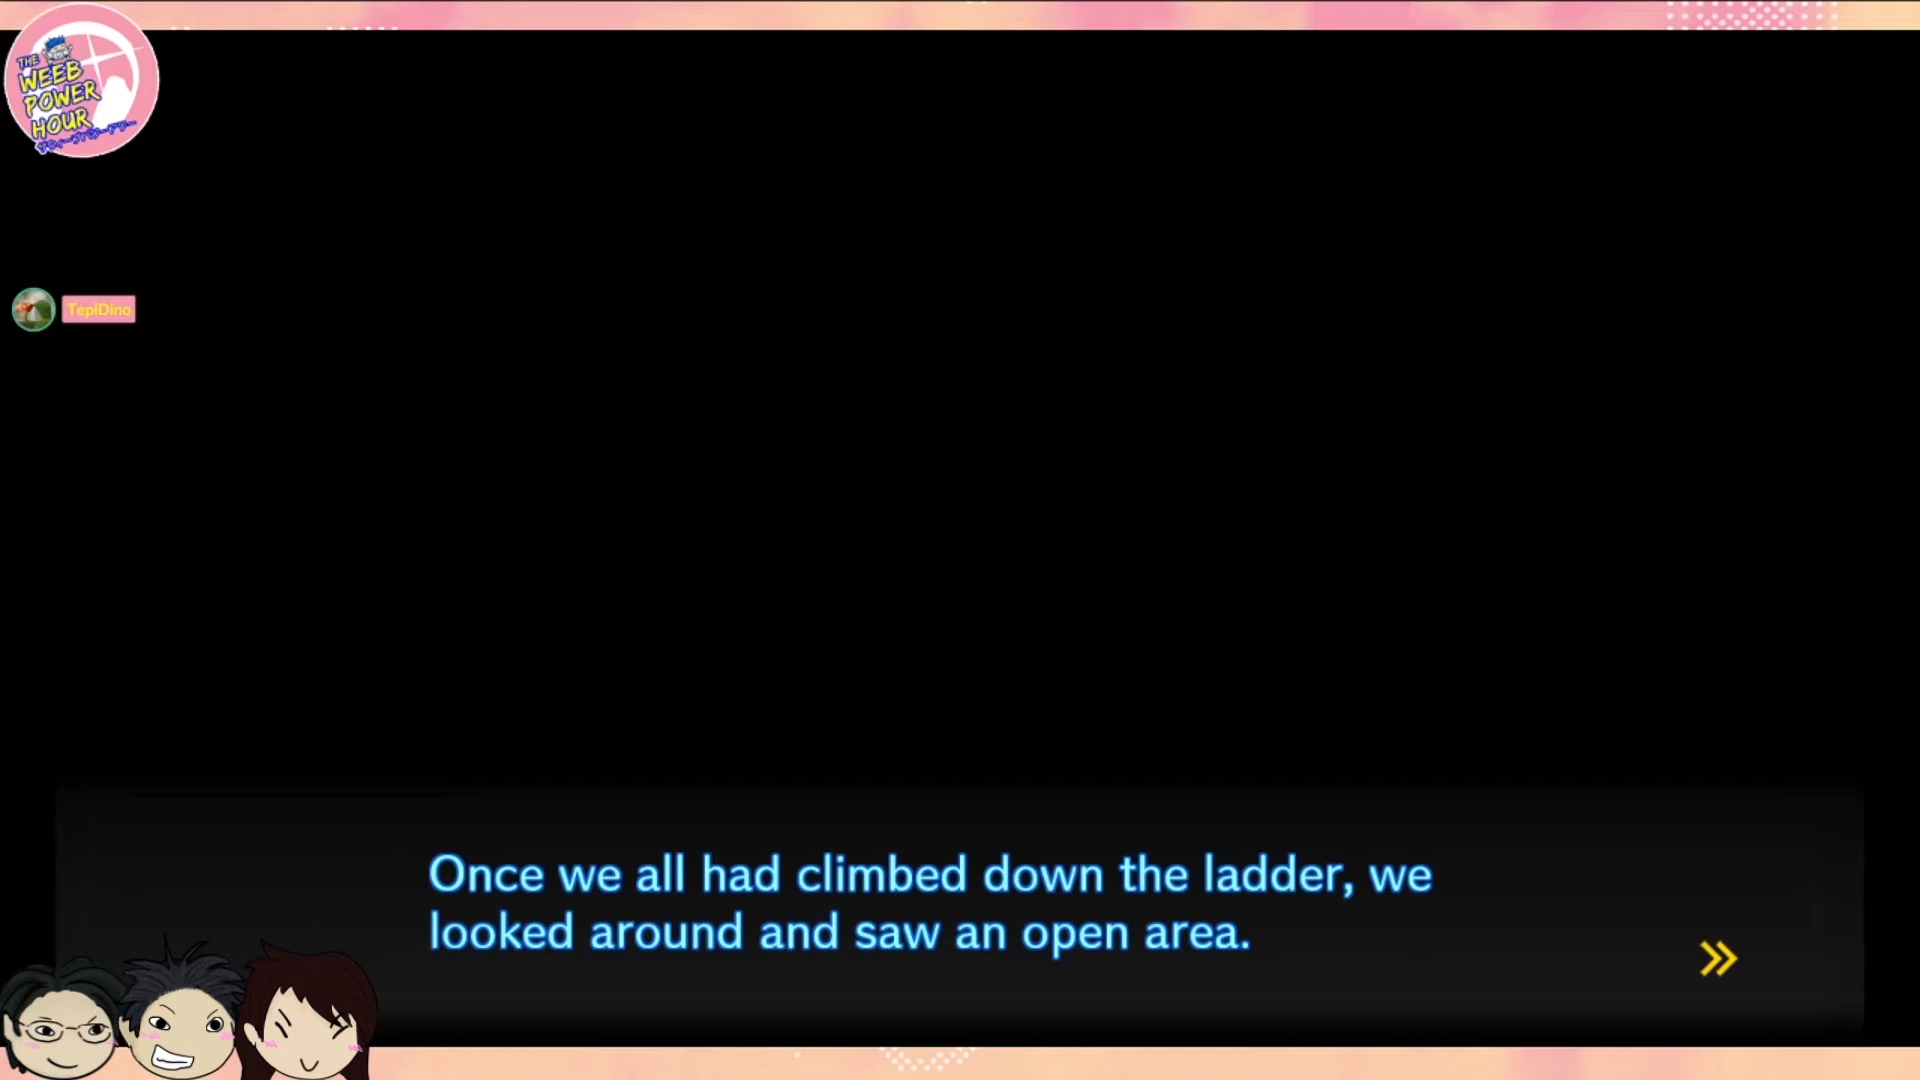 THE
WEEB
POWER
HOUR
TepiDino
Once we all had climbed down the ladder, we
looked around and saw an open area.